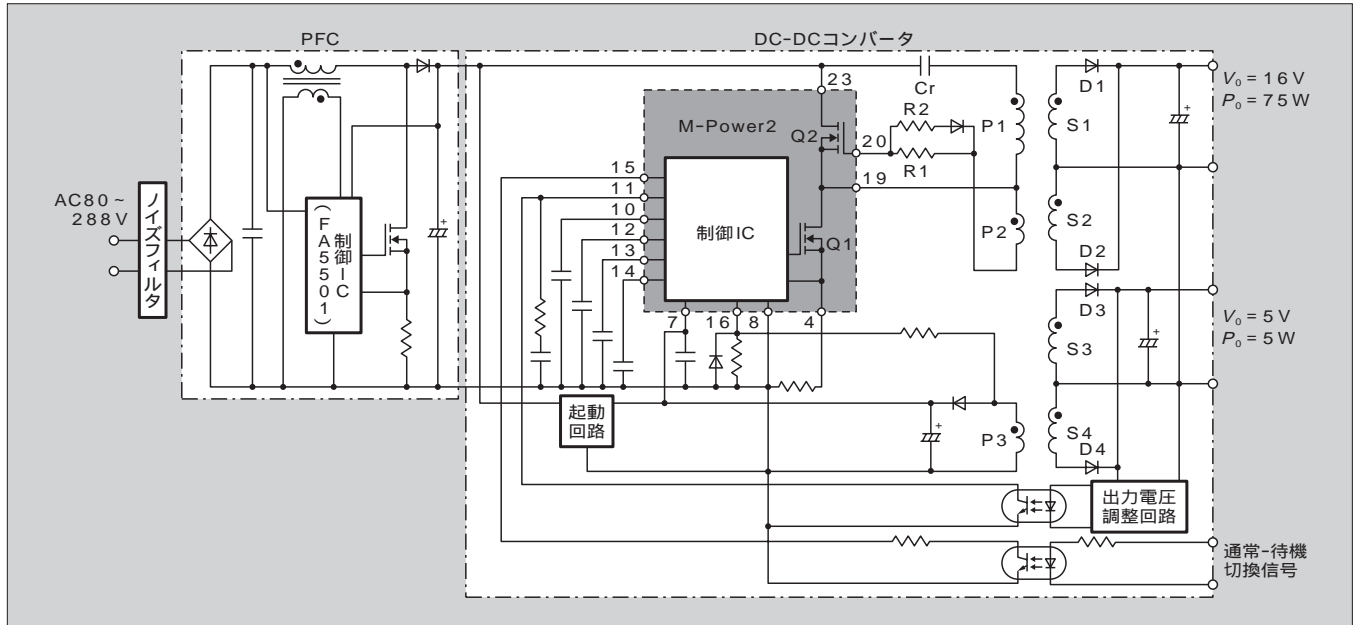 PFC
DC-DCコンバータ
AC80~
288V
ノイズフィルタ
制御IC
(FA5501)
M-Power2
制御IC
Q2
Q1
23
20
19
15
11
10
12
13
14
7
16
8
4
Cr
R2
R1
P1
P2
P3
S1
S2
S3
S4
D1
D2
D3
D4
+
+
+
+
V0=16V
P0=75W
V0=5V
P0=5W
起動
回路
出力電圧
調整回路
通常-待機
切換信号